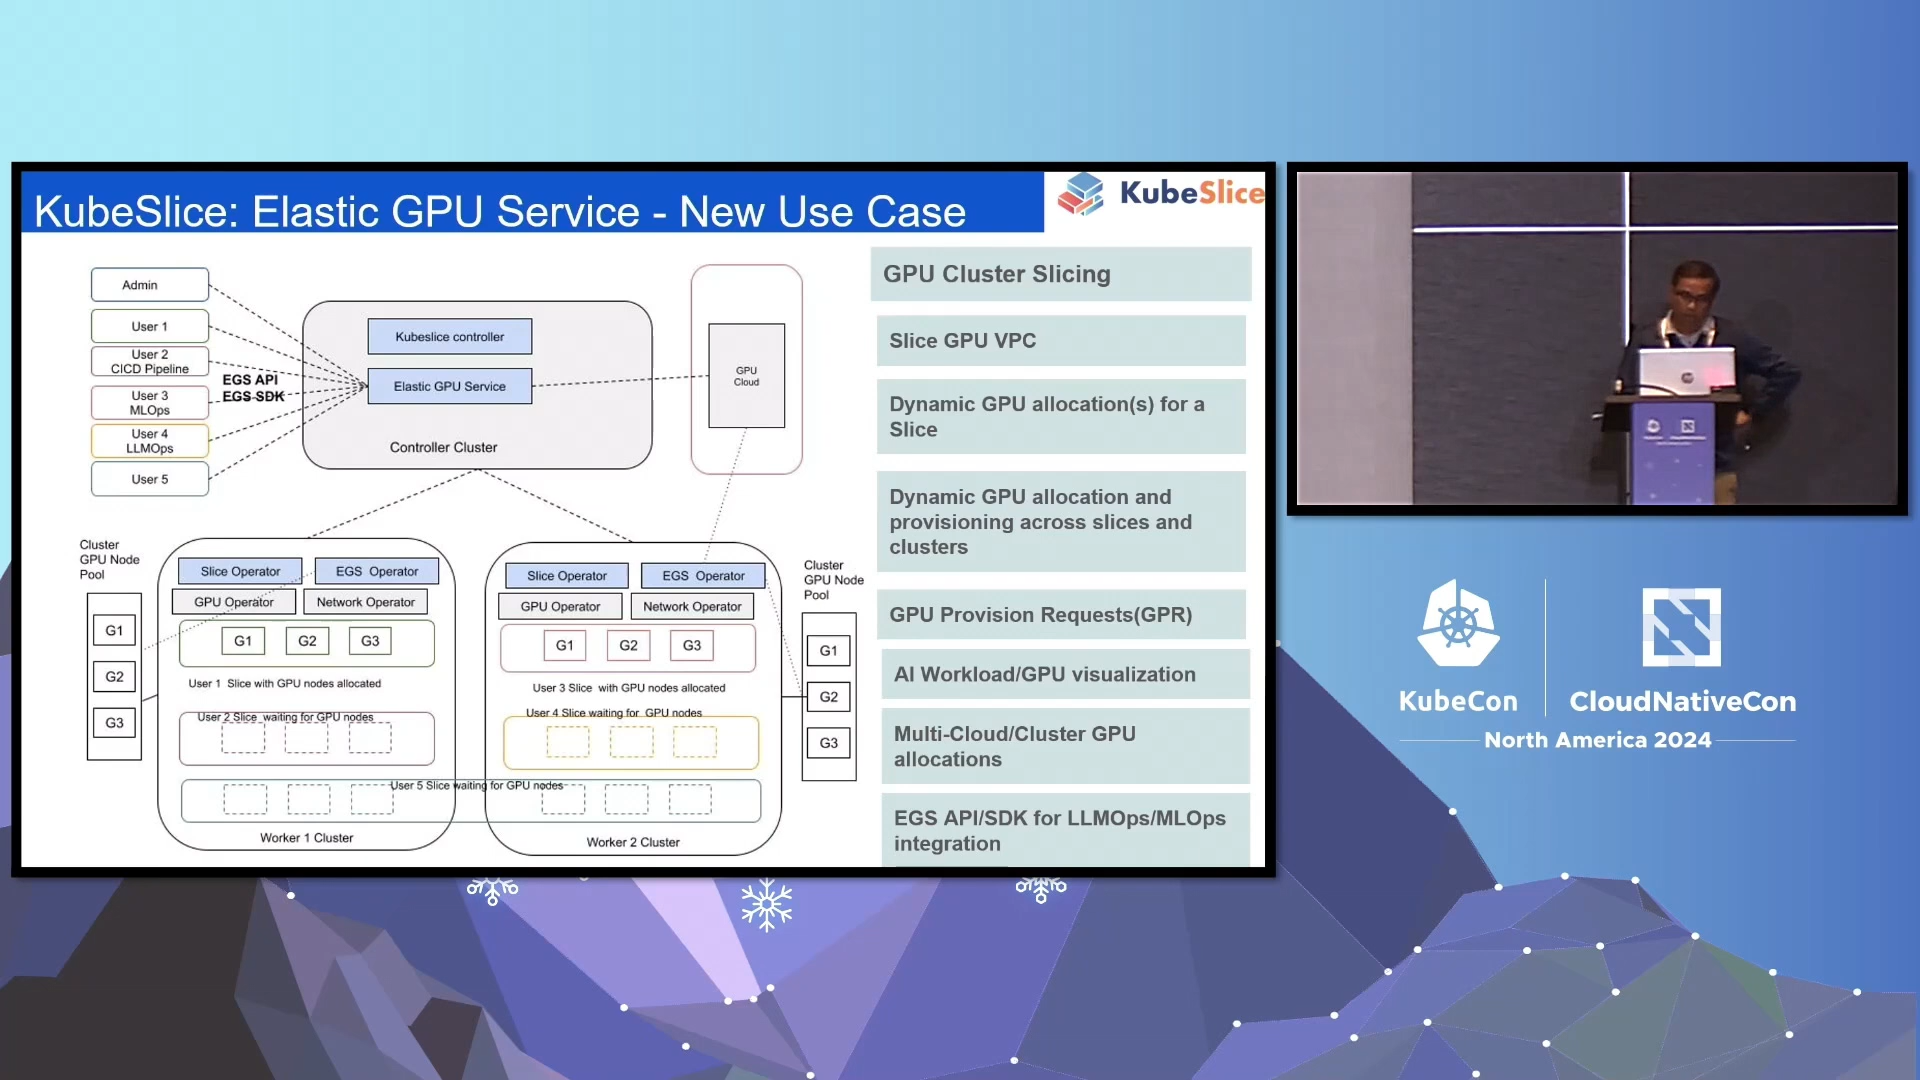 KubeSlice: Elastic GPU Service - New Use Case
KubeSlice
Admin
User 1
User 2
CICD Pipeline
User 3
MLOps
User 4
LLMOps
User 5
EGS API
EGS SDK
Kubeslice controller
Elastic GPU Service
Controller Cluster
GPU
Cloud
Cluster
GPU Node
Pool
G1
G2
G3
Slice Operator
EGS Operator
GPU Operator
Network Operator
G1
G2
G3
User 1 Slice with GPU nodes allocated
User 2 Slice waiting for GPU nodes
User 5 Slice waiting for GPU nodes
Worker 1 Cluster
Slice Operator
EGS Operator
GPU Operator
Network Operator
G1
G2
G3
User 3 Slice with GPU nodes allocated
User 4 Slice waiting for GPU nodes
Worker 2 Cluster
Cluster
GPU Node
Pool
G1
G2
G3
GPU Cluster Slicing
Slice GPU VPC
Dynamic GPU allocation(s) for a
Slice
Dynamic GPU allocation and
provisioning across slices and
clusters
GPU Provision Requests(GPR)
AI Workload/GPU visualization
Multi-Cloud/Cluster GPU
allocations
EGS API/SDK for LLMOps/MLOps
integration
KubeCon
CloudNativeCon
North America 2024